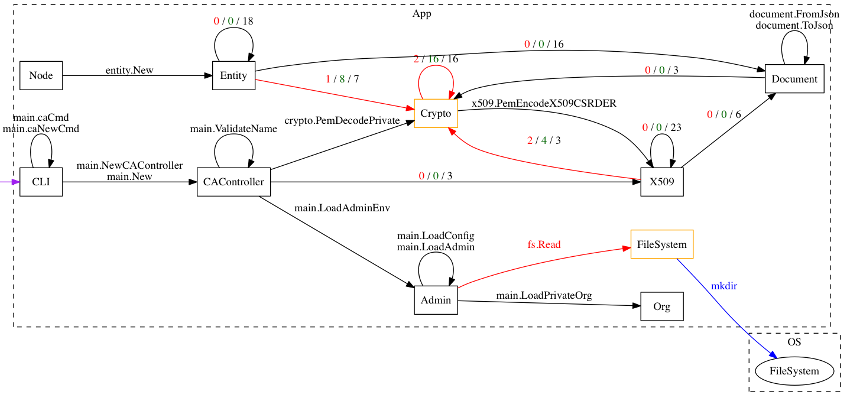 App
document.FromJson
document.ToJson
0 / 0 / 18
0 / 0 / 16
Node
entity.New
Entity
0 / 0 / 3
Document
2 / 16 / 16
1 / 8 / 7
x509.PemEncodeX509CSRDER
Crypto
crypto.PemDecodePrivate
0 / 0 / 6
main.caCmd
main.caNewCmd
main.ValidateName
0 / 0 / 23
2 / 4 / 3
main.NewCAController
main.New
CLI
CAController
0 / 0 / 3
X509
main.LoadAdminEnv
main.LoadConfig
main.LoadAdmin
fs.Read
FileSystem
mkdir
Admin
main.LoadPrivateOrg
Org
OS
FileSystem